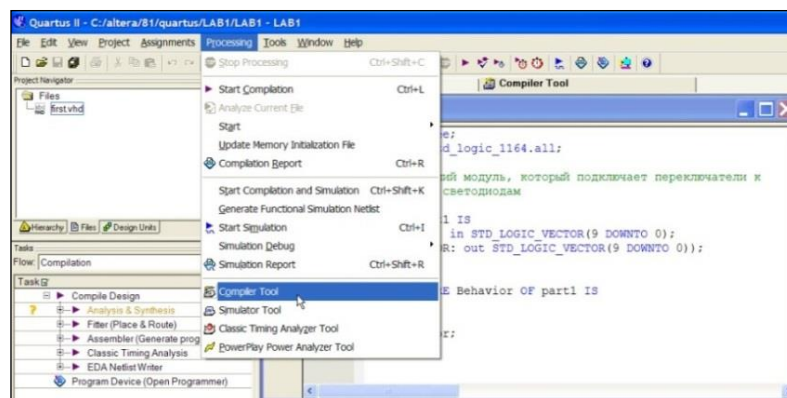 Quartus II - C:/altera/81/quartus/LAB1/LAB1 - LAB1
File Edit View Project Assignments Processing Tools Window Help
Project Navigator
Files
first.vhd
Hierarchy Files Design Units
Tasks
Flow: Compilation
Task
Compile Design
Analysis & Synthesis
Fitter (Place & Route)
Assembler (Generate prog
Classic Timing Analysis
EDA Netlist Writer
Program Device (Open Programmer)
Stop Processing Ctrl+Shift+C
Start Compilation Ctrl+L
Analyze Current File
Start
Update Memory Initialization File
Compilation Report Ctrl+R
Start Compilation and Simulation Ctrl+Shift+K
Generate Functional Simulation Netlist
Start Simulation Ctrl+I
Simulation Debug
Simulation Report Ctrl+Shift+R
Compiler Tool
Simulator Tool
Classic Timing Analyzer Tool
PowerPlay Power Analyzer Tool
Compiler Tool
e;
d_logic_1164.all;
ий модуль, который подключает переключатели к
светодиодам
1 IS
in STD_LOGIC_VECTOR(9 DOWNTO 0);
R: out STD_LOGIC_VECTOR(9 DOWNTO 0));
E Behavior OF part1 IS
r;